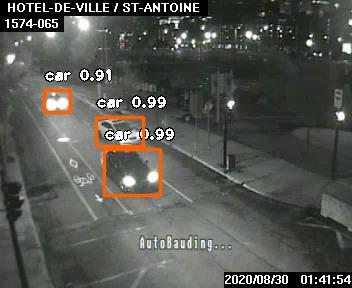 HOTEL-DE-VILLE / ST-ANTOINE
1574-065
car 0.91
car 0.99
car 0.99
AutoBauding...
2020/08/30 01:41:54